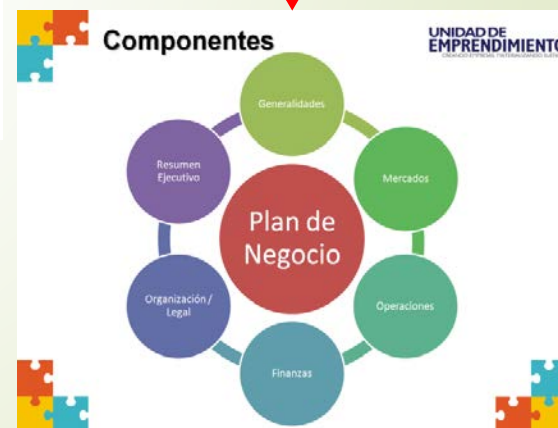 Componentes
UNIDAD DE
EMPRENDIMIENTO
Generalidades
Mercados
Operaciones
Finanzas
Organización /
Legal
Resumen
Ejecutivo
Plan de
Negocio